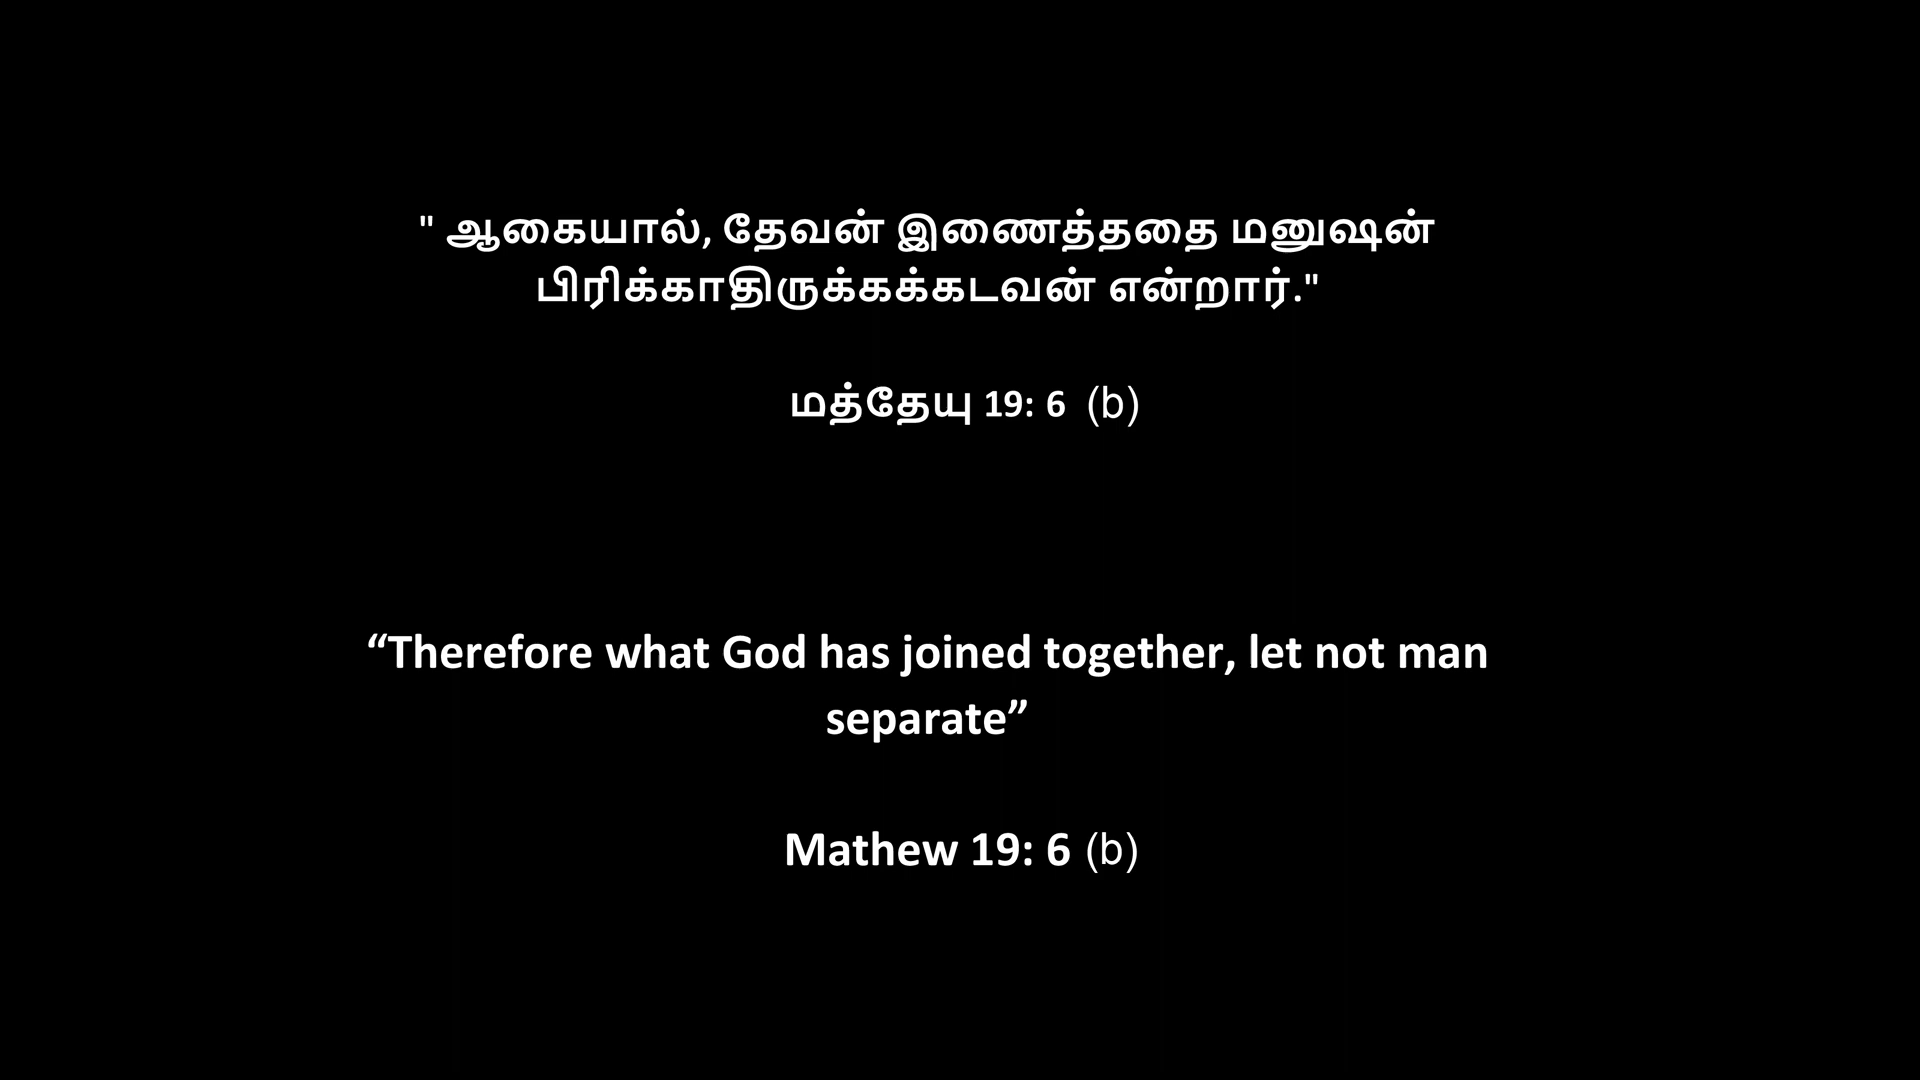 " ஆகையால், தேவன் இணைத்ததை மனுஷன்
பிரிக்காதிருக்கக்கடவன் என்றார்."
மத்தேயு 19: 6 (b)
“Therefore what God has joined together, let not man
separate”
Mathew 19: 6 (b)